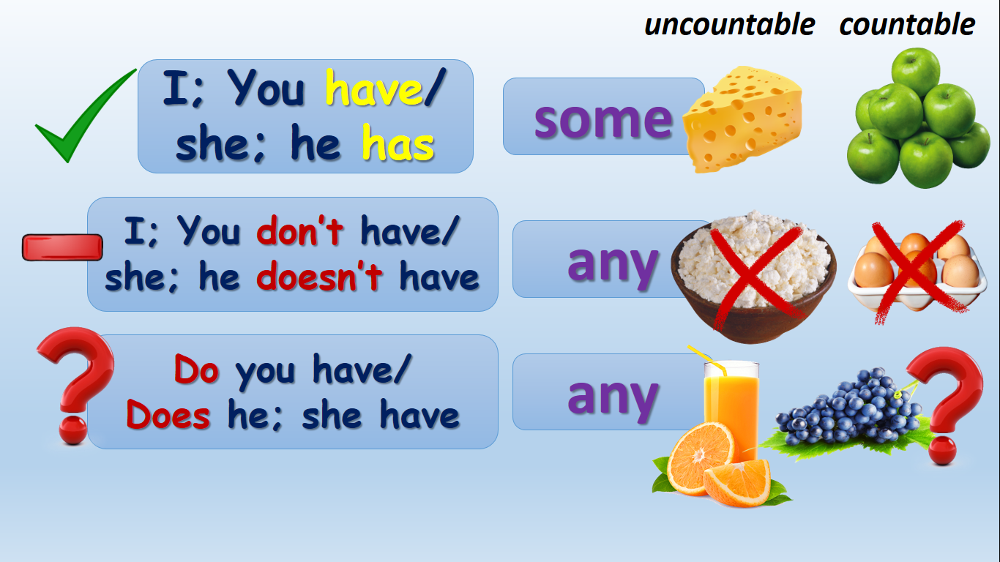 uncountable countable
I; You have/
she; he has
some
I; You don't have/
she; he doesn't have
any
Do you have/
Does he; she have
any